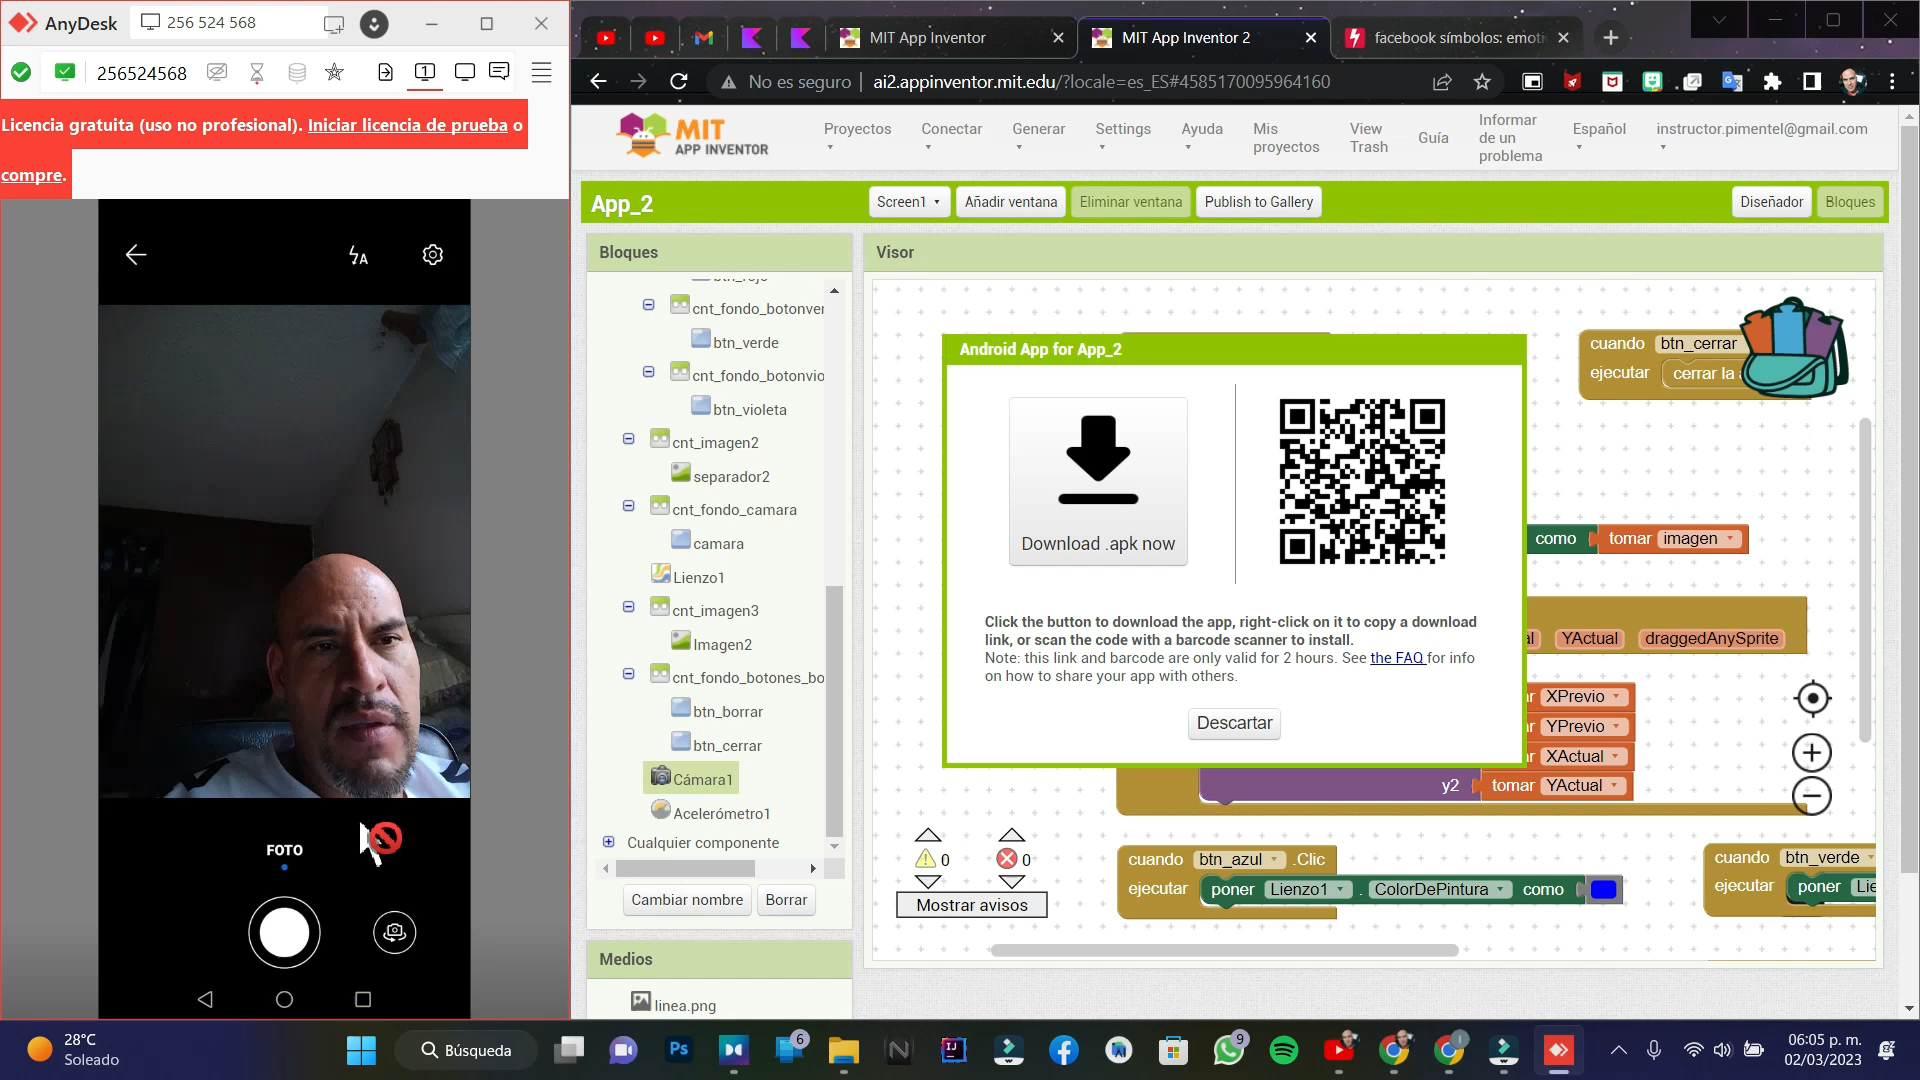 AnyDesk
256 524 568
256524568
1
Licencia gratuita (uso no profesional). Iniciar licencia de prueba o
compre.
A
FOTO
MIT App Inventor
MIT App Inventor 2
No es seguro
ai2.appinventor.mit.edu/?locale=es_ES#4585170095964160
MIT
APP INVENTOR
Proyectos
Conectar
Generar
Settings
Ayuda
Mis
proyectos
View
Trash
Guía
Informar
de un
problema
Español
instructor.pimentel@gmail.com
App_2
Screen1
Añadir ventana
Eliminar ventana
Publish to Gallery
Diseñador
Bloques
Bloques
cnt_fondo_botonver
btn_verde
cnt_fondo_botonvio
btn_violeta
cnt_imagen2
separador2
cnt_fondo_camara
camara
Lienzo1
cnt_imagen3
Imagen2
cnt_fondo_botones_bo
btn_borrar
btn_cerrar
Cámara1
Acelerómetro1
Cualquier componente
Cambiar nombre
Borrar
Medios
linea.png
Visor
cuando btn_cerrar
ejecutar cerrar la
como tomar imagen
YActual draggedAnySprite
XPrevio
YPrevio
XActual
y2 tomar YActual
Android App for App_2
Download .apk now
Click the button to download the app, right-click on it to copy a download
link, or scan the code with a barcode scanner to install.
Note: this link and barcode are only valid for 2 hours. See the FAQ for info
on how to share your app with others.
Descartar
0
0
Mostrar avisos
cuando btn_azul .Clic
ejecutar poner Lienzo1 . ColorDePintura como
cuando btn_verde
ejecutar poner
28°C
Soleado
Búsqueda
Ps
6
9
06:05 p. m.
02/03/2023